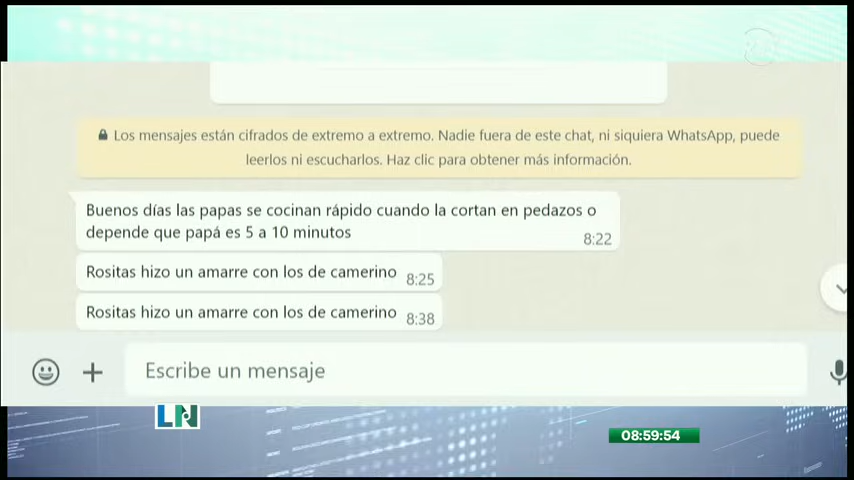 Los mensajes están cifrados de extremo a extremo. Nadie fuera de este chat, ni siquiera WhatsApp, puede
leerlos ni escucharlos. Haz clic para obtener más información.
Buenos días las papas se cocinan rápido cuando la cortan en pedazos o
depende que papá es 5 a 10 minutos
8:22
Rositas hizo un amarre con los de camerino 8:25
Rositas hizo un amarre con los de camerino 8:38
Escribe un mensaje
LN
08:59:54